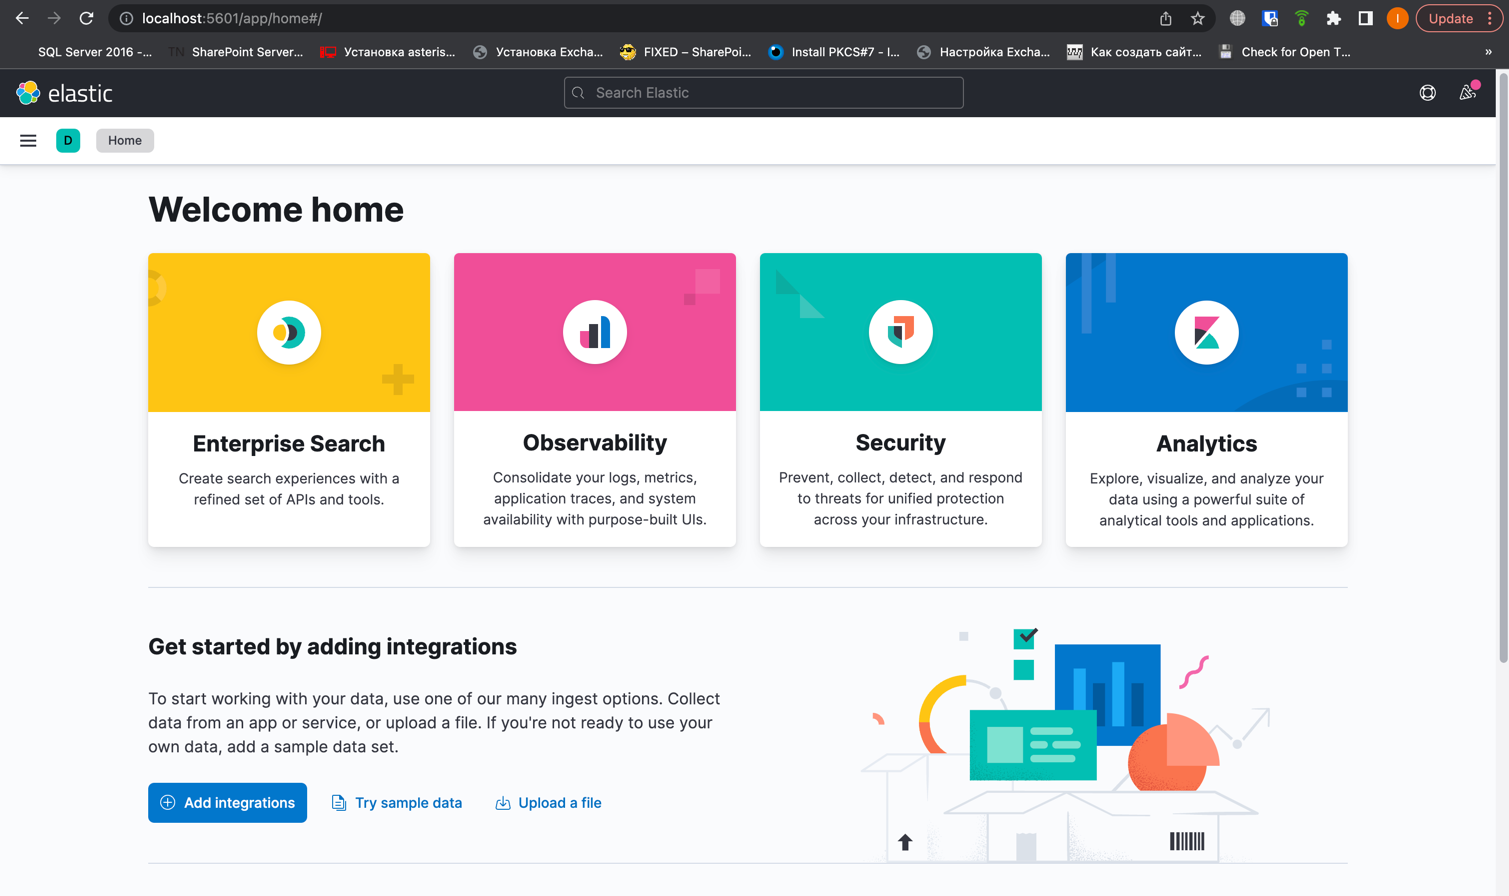 localhost:5601/app/home#/
Update
SQL Server 2016 -...
TN SharePoint Server...
Установка asteris...
Установка Excha...
FIXED – SharePoi...
Install PKCS#7 - I...
Настройка Excha...
Как создать сайт...
Check for Open T...
»
elastic
Search Elastic
D
Home
Welcome home
Enterprise Search
Create search experiences with a
refined set of APIs and tools.
Observability
Consolidate your logs, metrics,
application traces, and system
availability with purpose-built UIs.
Security
Prevent, collect, detect, and respond
to threats for unified protection
across your infrastructure.
Analytics
Explore, visualize, and analyze your
data using a powerful suite of
analytical tools and applications.
Get started by adding integrations
To start working with your data, use one of our many ingest options. Collect
data from an app or service, or upload a file. If you're not ready to use your
own data, add a sample data set.
Add integrations
Try sample data
Upload a file